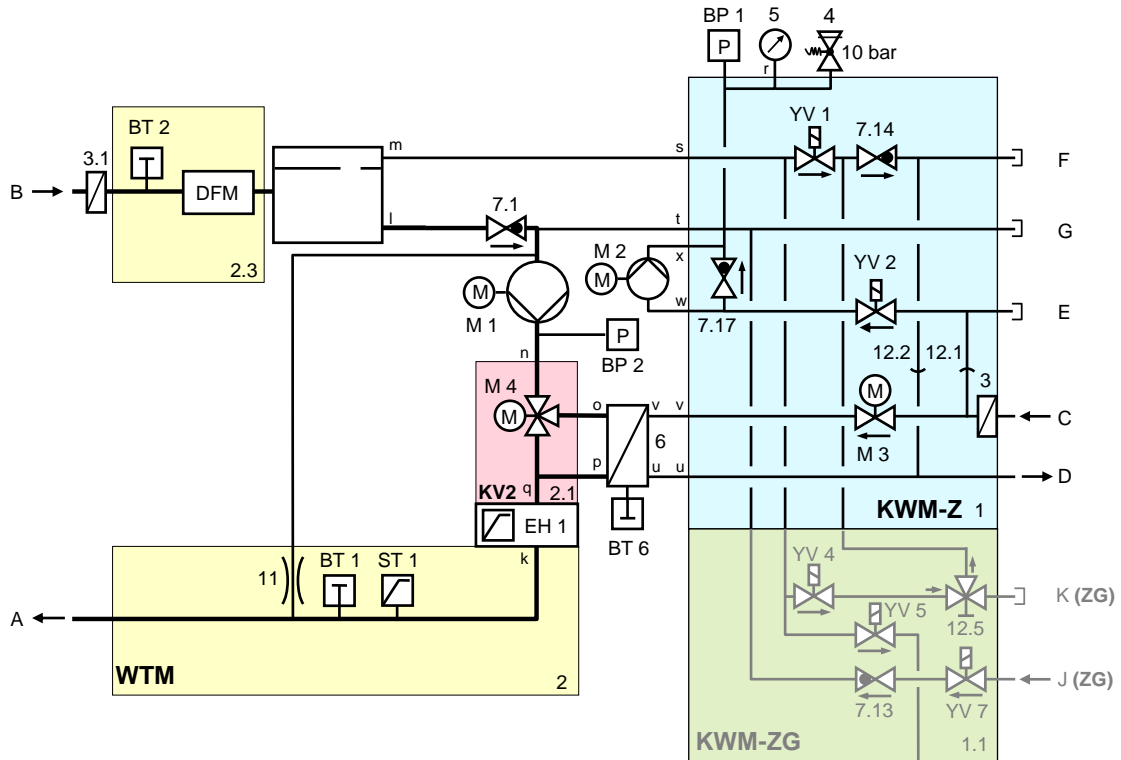 BP 1
5
4
P
10 bar
r
BT 2
YV 1
7.14
3.1
m
s
F
B
DFM
l
7.1
t
G
M 2
x
YV 2
M
M
w
M 1
2.3
7.17
E
P
BP 2
12.2
12.1
n
M 4
M
3
M
o
v
v
C
6
M 3
p
u
u
D
KV2
q
2.1
KWM-Z
1
EH 1
BT 6
k
YV 4
11
BT 1
ST 1
K (ZG)
YV 5
12.5
A
WTM
J (ZG)
2
7.13
YV 7
KWM-ZG
1.1